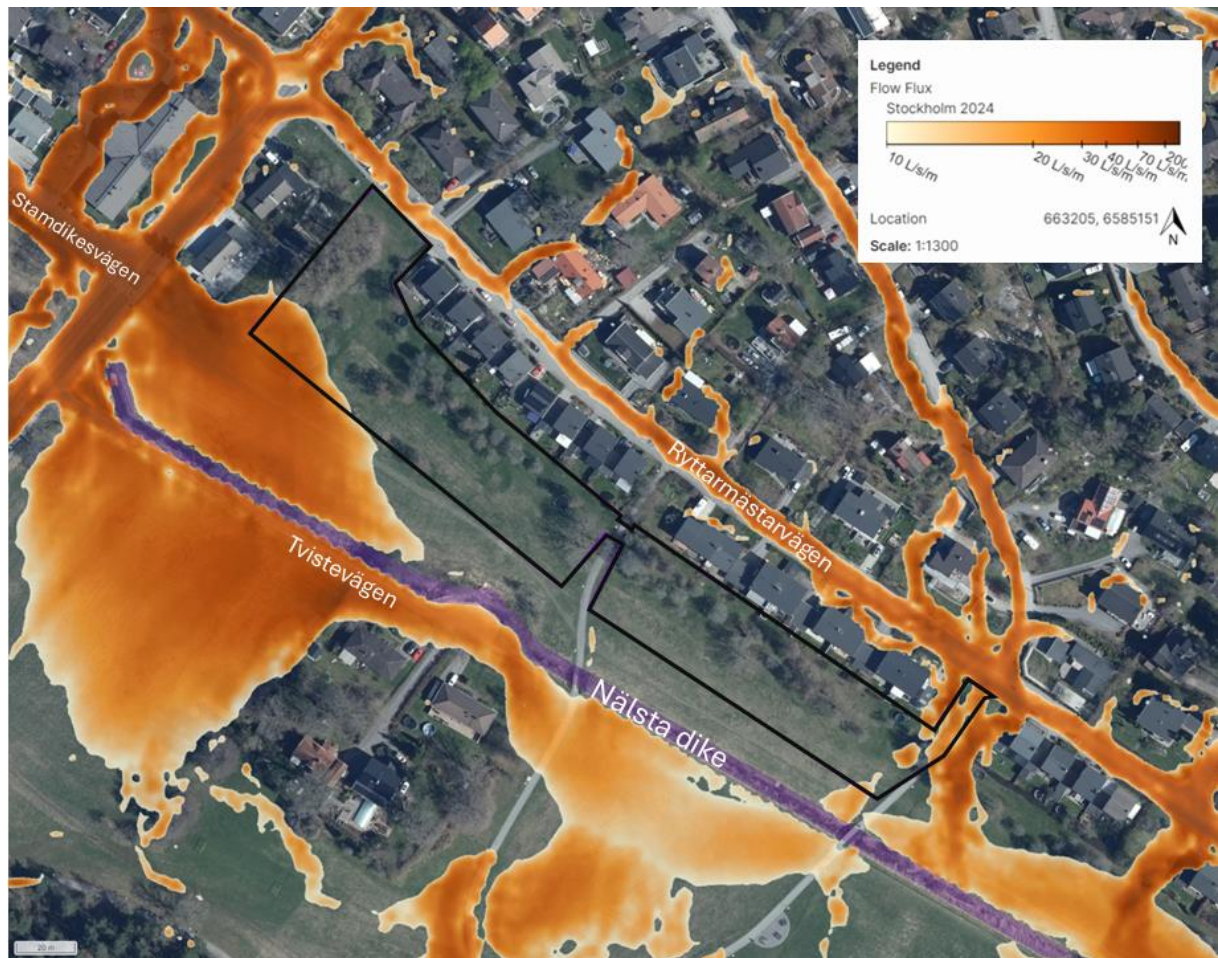 Legend
Flow Flux
Stockholm 2024
10 L/s/m
20 L/s/m
30 L/s/m
40 L/s/m
70 L/s/m
200
Location 663205, 6585151
N
Scale: 1:1300
Stamdikesvägen
Ryttarmästarvägen
Tvistevägen
Nälsta dike
20 m